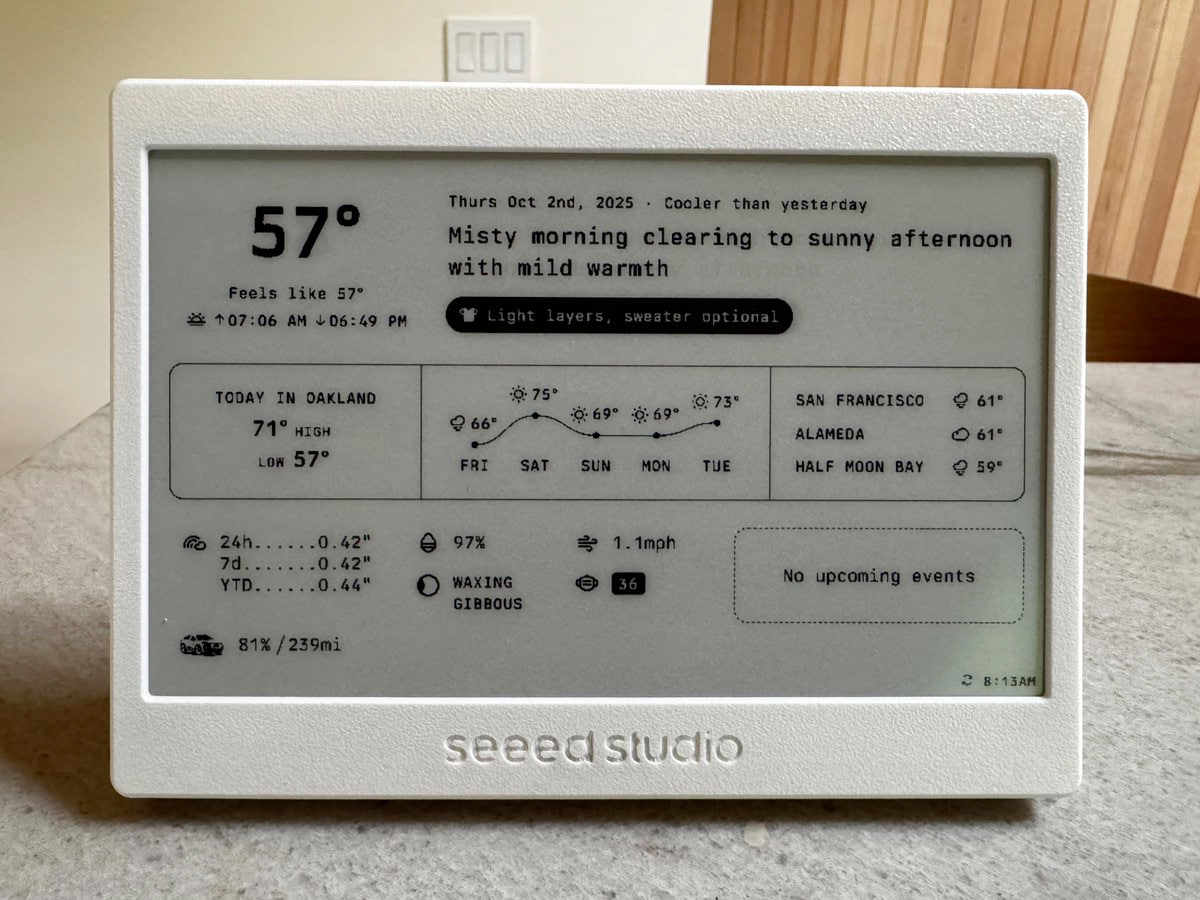 57°
Feels like 57°
↑07:06 AM ↓06:49 PM
Thurs Oct 2nd, 2025 · Cooler than yesterday
Misty morning clearing to sunny afternoon
with mild warmth
Light layers, sweater optional
TODAY IN OAKLAND
71° HIGH
LOW 57°
66° 75° 69° 69° 73°
FRI SAT SUN MON TUE
SAN FRANCISCO 61°
ALAMEDA 61°
HALF MOON BAY 59°
24h......0.42"
7d.......0.42"
YTD......0.44"
97%
WAXING
GIBBOUS
1.1mph
36
No upcoming events
81%/239mi
8:13AM
seeed studio